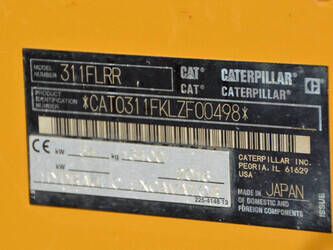 MODEL NUMBER 311FLRR CAT® CATERPILLAR®
CAT® CATERPILLAR®
PRODUCT IDENTIFICATION NUMBER *CAT0311FKLZF00498*
CE kW kg
kW
CATERPILLAR INC.
PEORIA, IL 61629
USA
MADE IN JAPAN
OF DOMESTIC AND
FOREIGN COMPONENTS
ISSUE